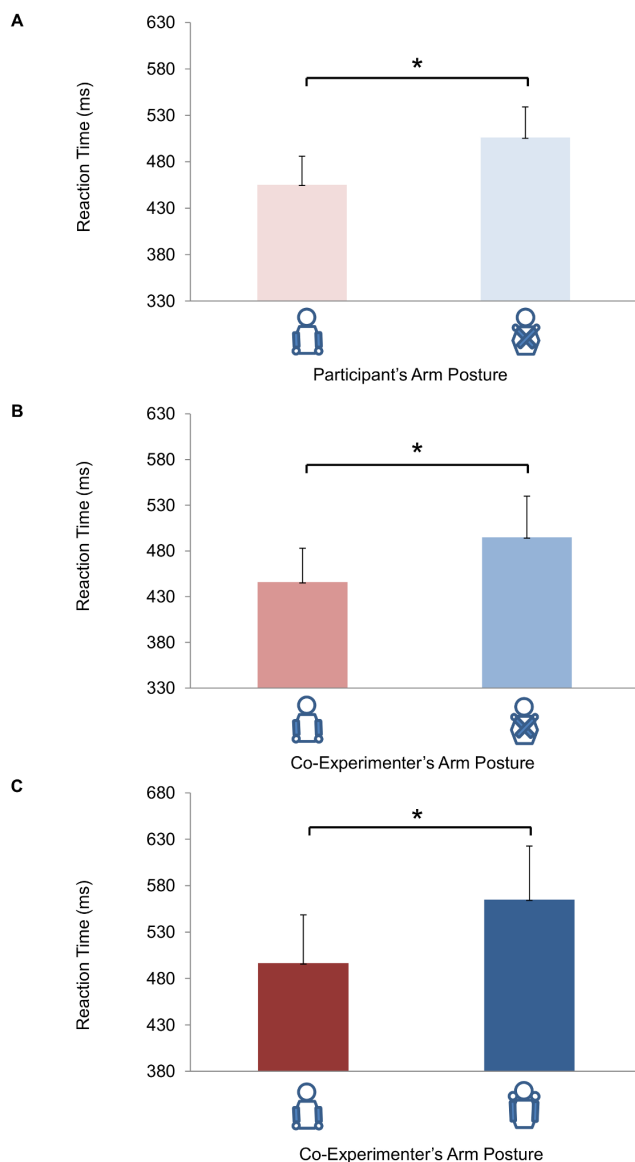 A
Reaction Time (ms)
630
580
530
480
430
380
330
*
Participant's Arm Posture
B
Reaction Time (ms)
630
580
530
480
430
380
330
*
Co-Experimenter's Arm Posture
C
Reaction Time (ms)
680
630
580
530
480
430
380
*
Co-Experimenter's Arm Posture